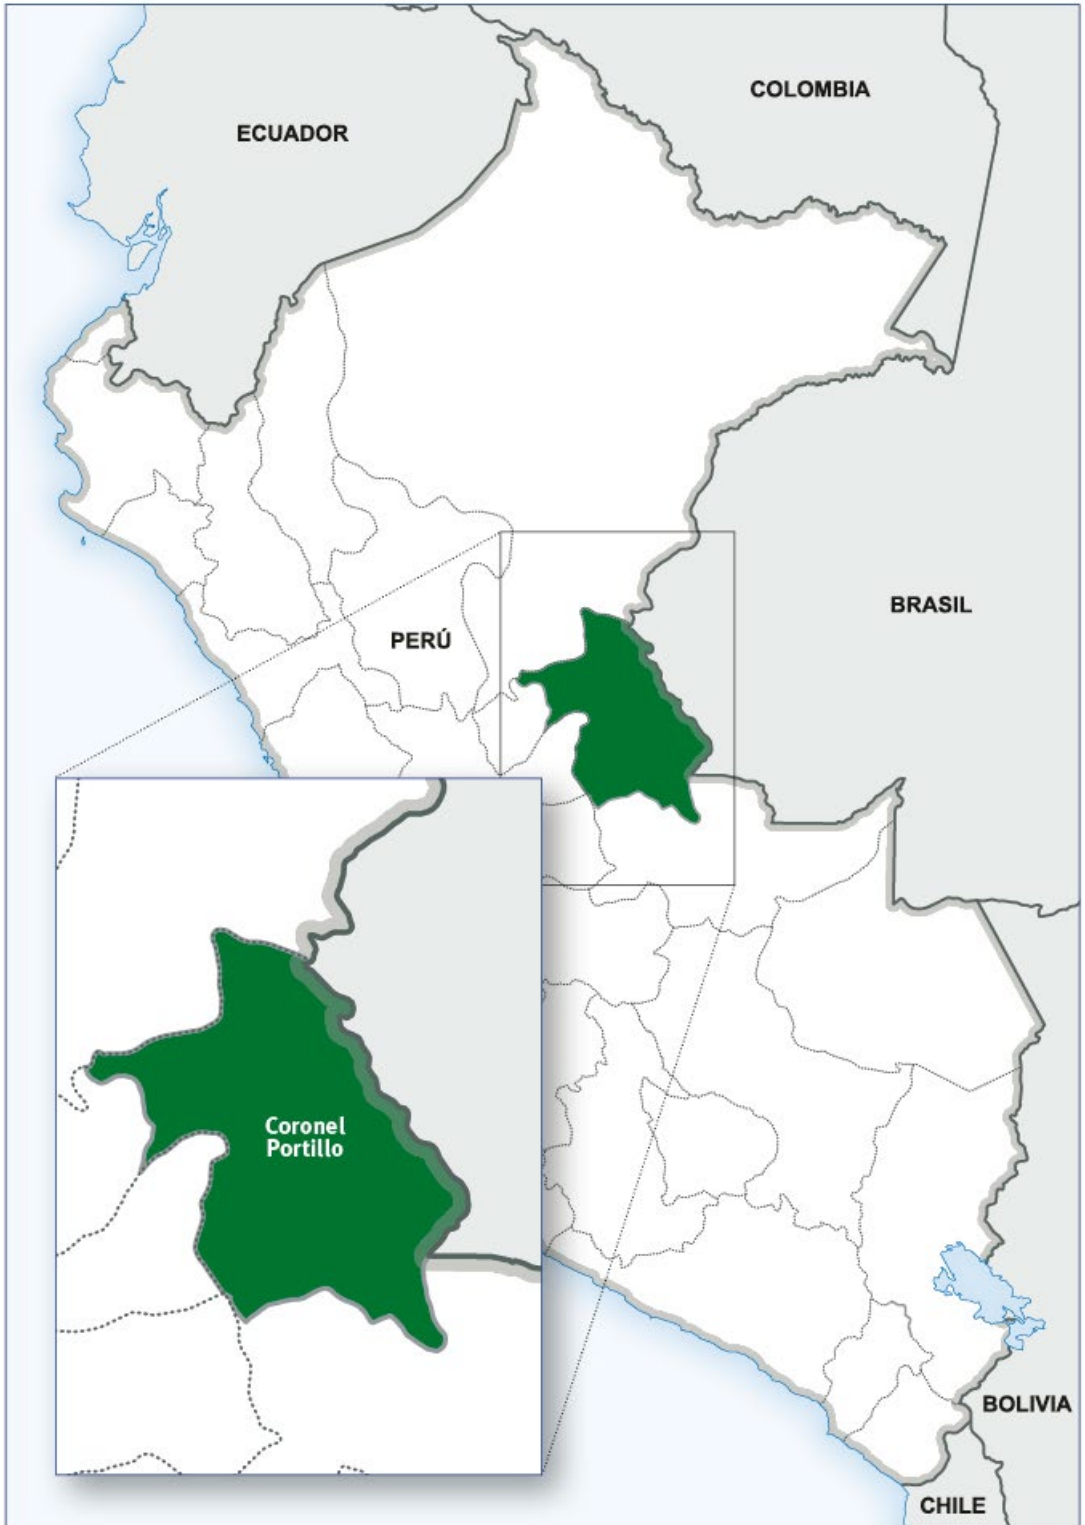 COLOMBIA
ECUADOR
BRASIL
PERÚ
Coronel
Portillo
BOLIVIA
CHILE